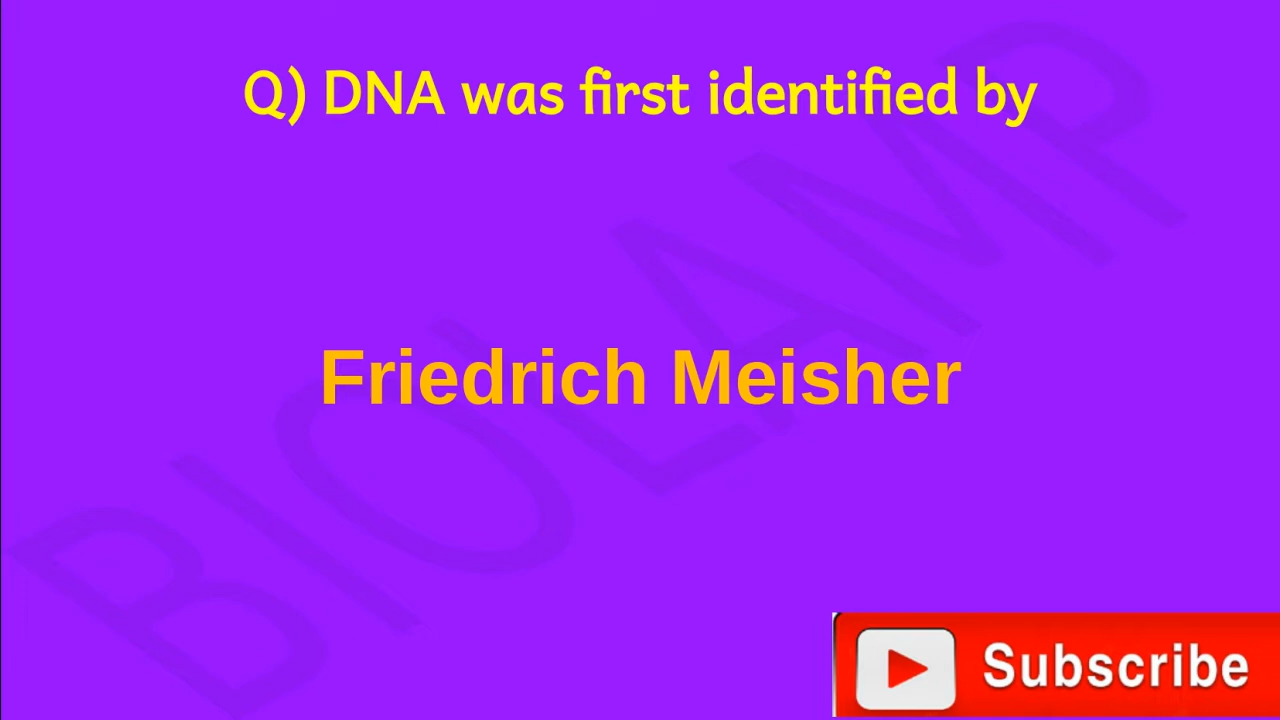 Q) DNA was first identified by
Friedrich Meisher
BIOLAMP
Subscribe